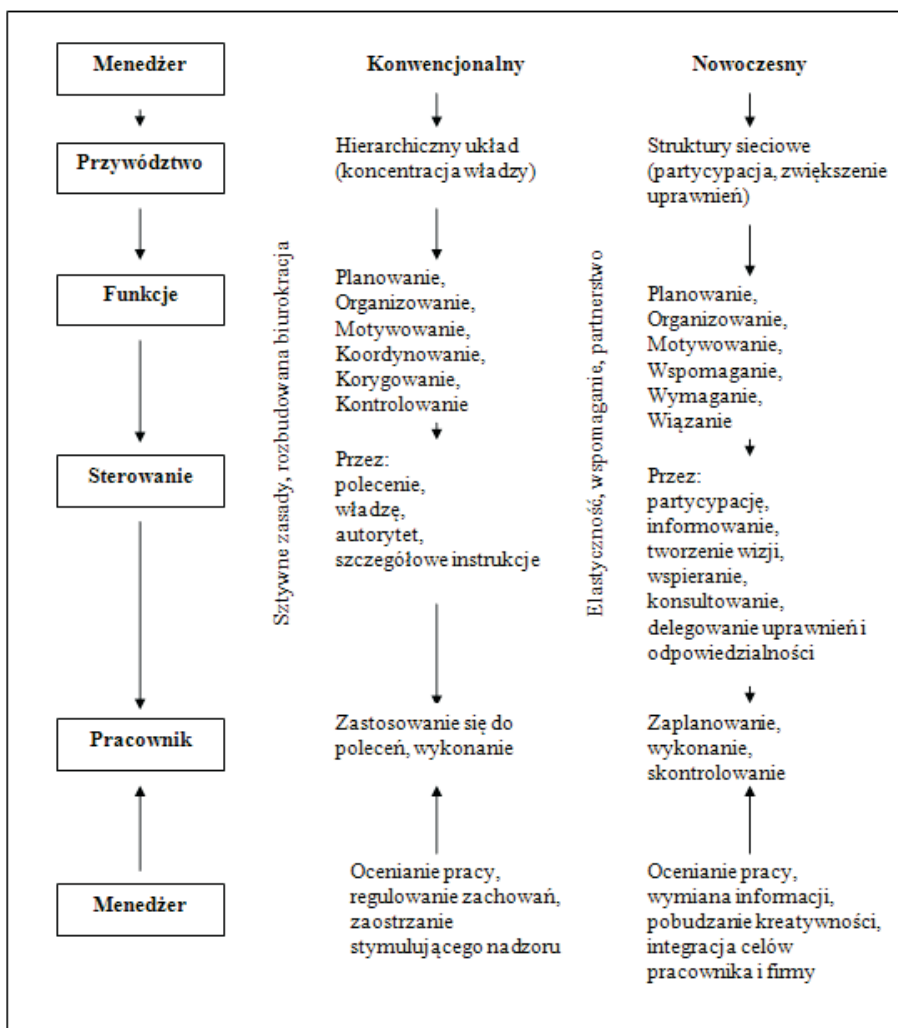 Menedżer
Konwencjonalny
Nowoczesny
Przywództwo
Hierarchiczny układ
(koncentracja władzy)
Struktury sieciowe
(partycypacja, zwiększenie
uprawnień)
Sztywne zasady, rozbudowana biurokracja
Elastyczność, wspomaganie, partnerstwo
Funkcje
Planowanie,
Organizowanie,
Motywowanie,
Koordynowanie,
Korygowanie,
Kontrolowanie
Planowanie,
Organizowanie,
Motywowanie,
Wspomaganie,
Wymaganie,
Wiązanie
Sterowanie
Przez:
polecenie,
władzę,
autorytet,
szczegółowe instrukcje
Przez:
partycypację,
informowanie,
tworzenie wizji,
wspieranie,
konsultowanie,
delegowanie uprawnień i
odpowiedzialności
Pracownik
Zastosowanie się do
poleceń, wykonanie
Zaplanowanie,
wykonanie,
skontrolowanie
Menedżer
Ocenianie pracy,
regulowanie zachowań,
zaostrzanie
stymulującego nadzoru
Ocenianie pracy,
wymiana informacji,
pobudzanie kreatywności,
integracja celów
pracownika i firmy